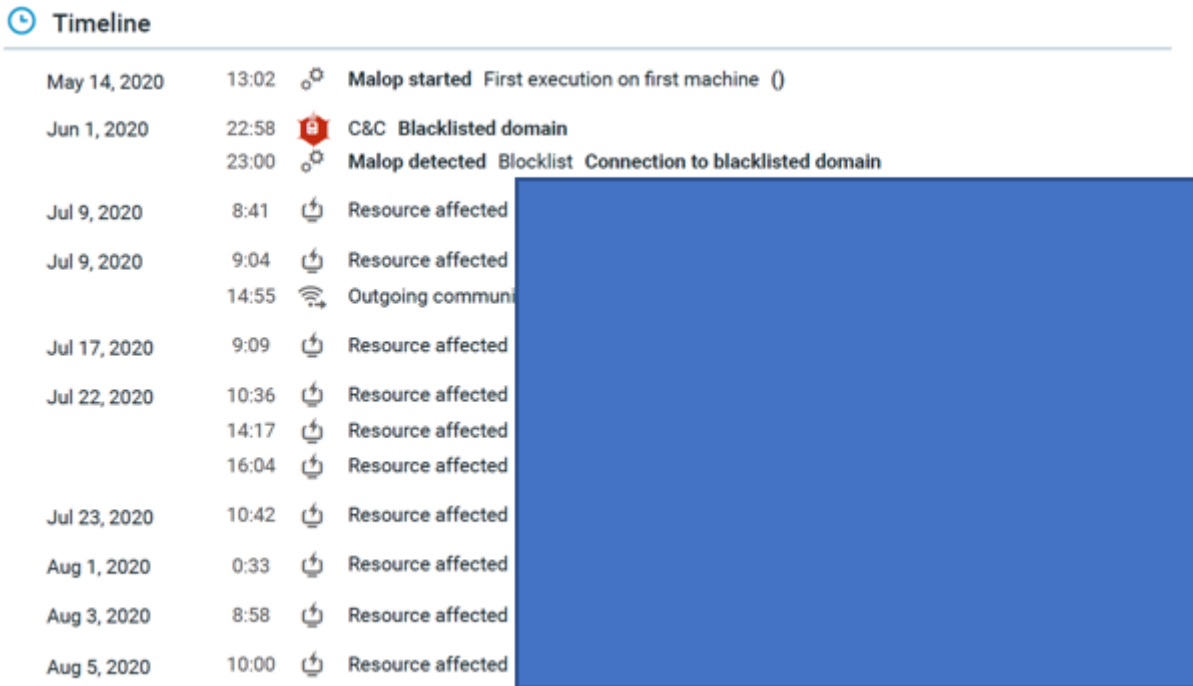 Timeline
May 14, 2020 13:02 Malop started First execution on first machine ()
Jun 1, 2020 22:58 C&C Blacklisted domain
23:00 Malop detected Blocklist Connection to blacklisted domain
Jul 9, 2020 8:41 Resource affected
Jul 9, 2020 9:04 Resource affected
14:55 Outgoing communi
Jul 17, 2020 9:09 Resource affected
Jul 22, 2020 10:36 Resource affected
14:17 Resource affected
16:04 Resource affected
Jul 23, 2020 10:42 Resource affected
Aug 1, 2020 0:33 Resource affected
Aug 3, 2020 8:58 Resource affected
Aug 5, 2020 10:00 Resource affected